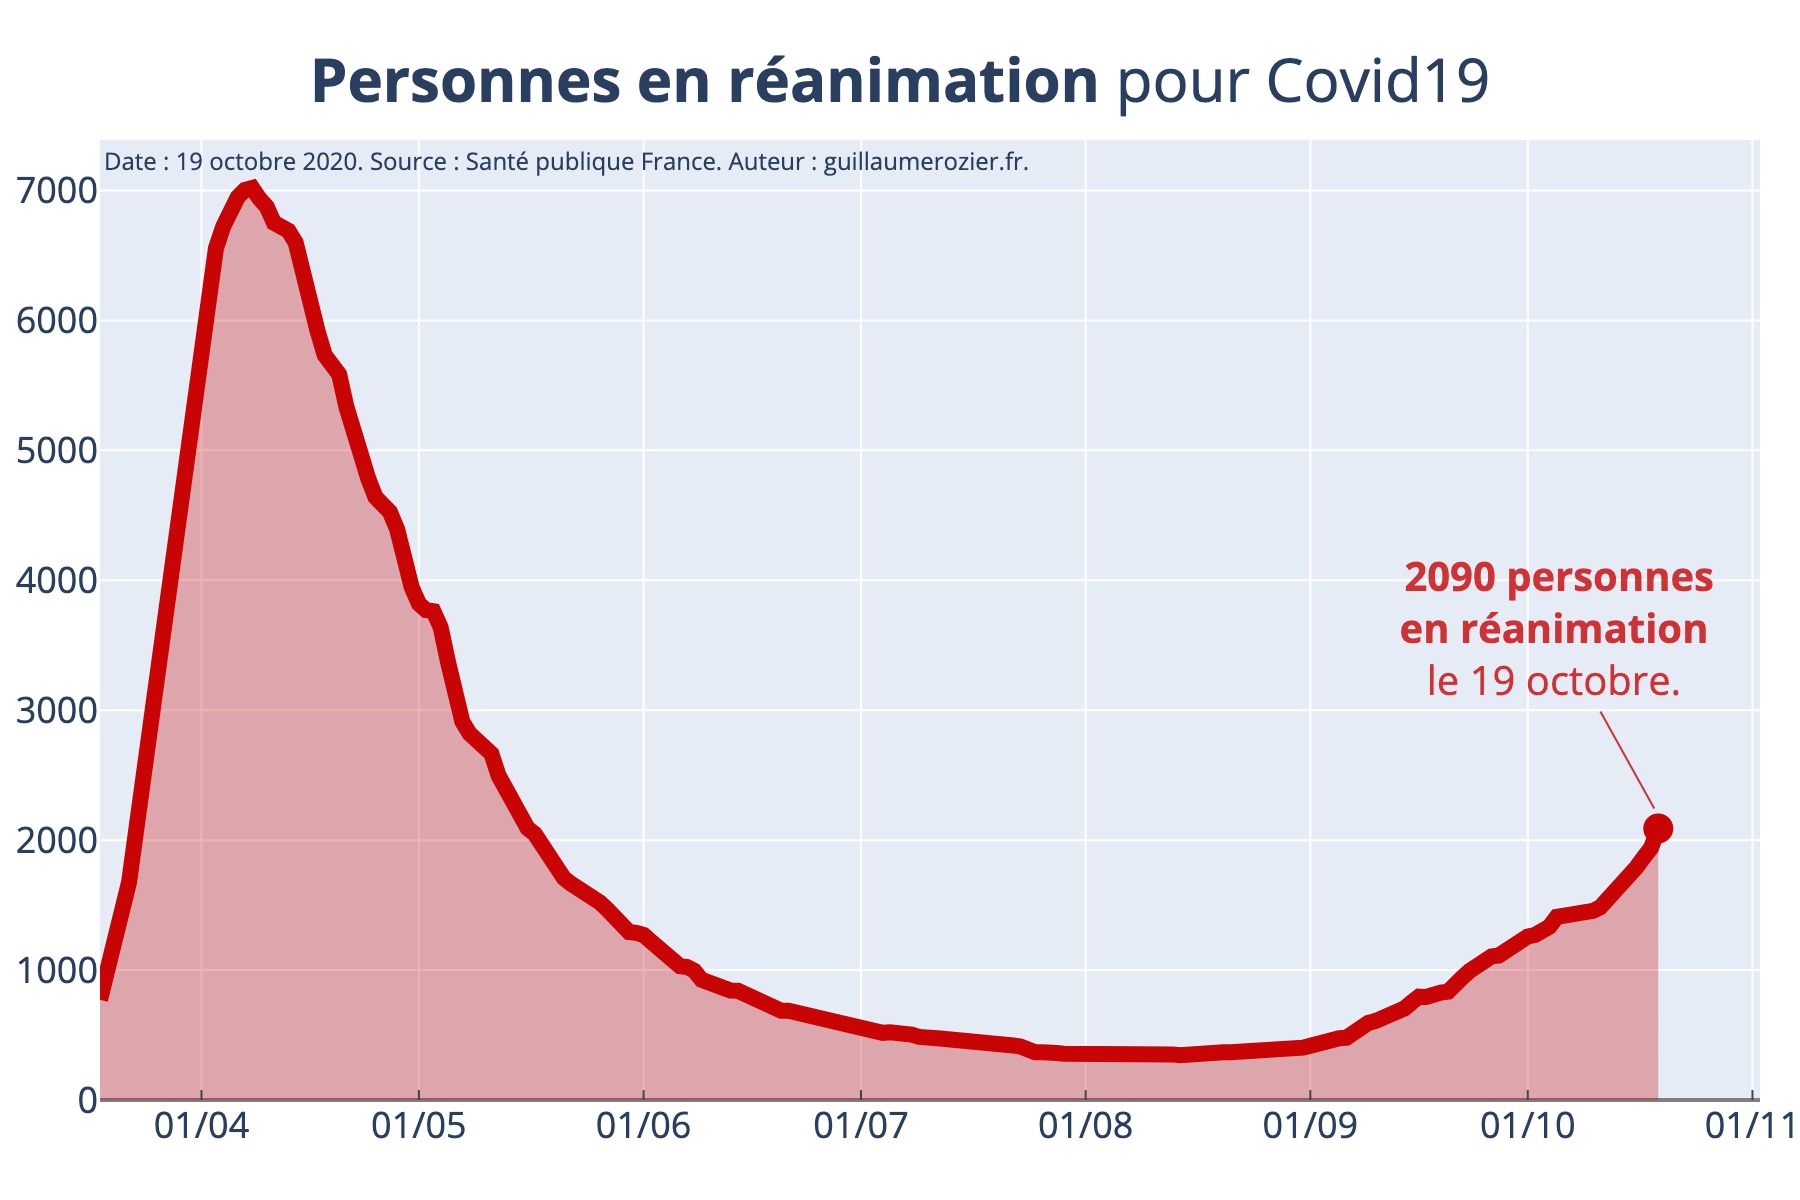 Personnes en réanimation pour Covid19
Date : 19 octobre 2020. Source : Santé publique France. Auteur : guillaumerozier.fr.
7000
6000
5000
4000
3000
2000
1000
0
2090 personnes
en réanimation
le 19 octobre.
01/04 01/05 01/06 01/07 01/08 01/09 01/10 01/11